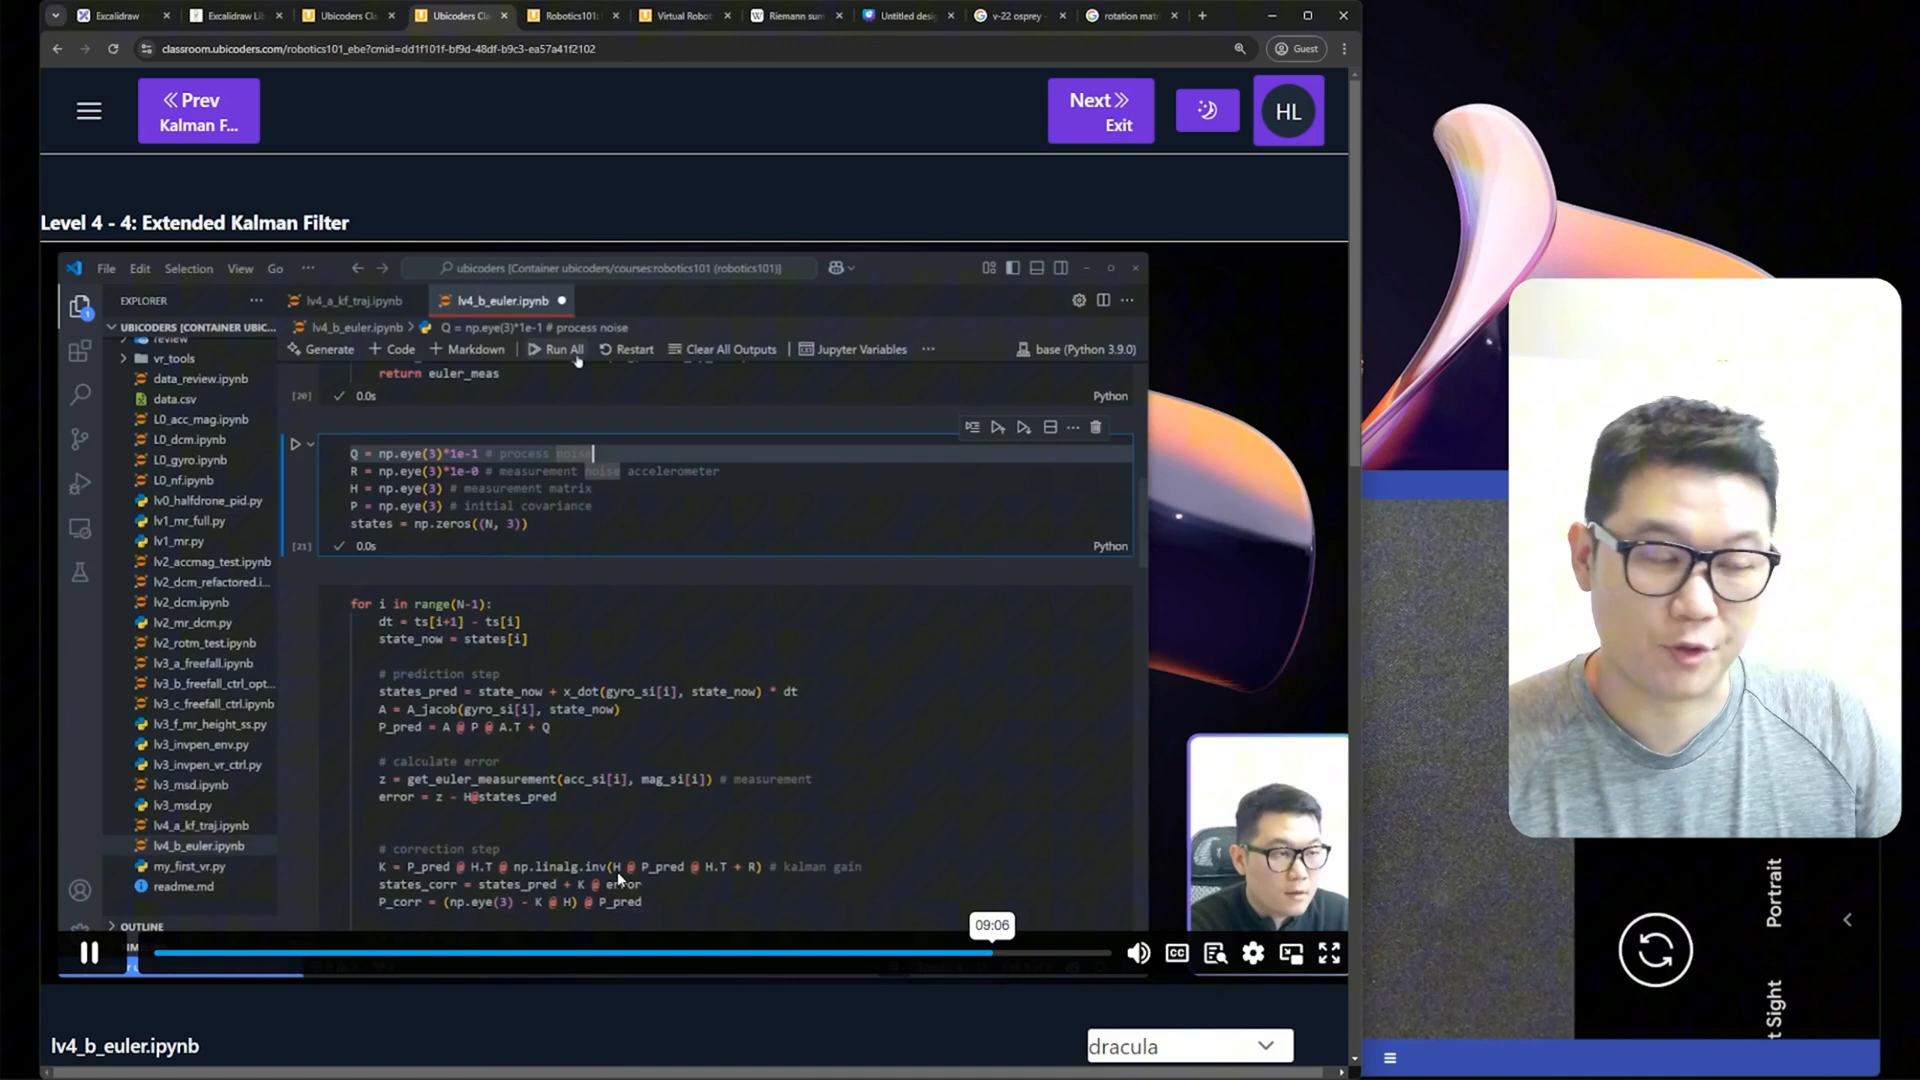 Excalidraw
Excalidraw Lib
Ubicoders Cla
Ubicoders Cla
Robotics101:
Virtual Robot
Riemann sum
Untitled desig
v-22 osprey -
rotation matr
classroom.ubicoders.com/robotics101_ebe?cmid=dd1f101f-bf9d-48df-b9c3-ea57a41f2102
Guest
Prev
Kalman F...
Next
Exit
HL
Level 4 - 4: Extended Kalman Filter
File Edit Selection View Go ···
ubicoders [Container ubicoders/courses:robotics101 (robotics101)]
EXPLORER
lv4_a_kf_traj.ipynb
lv4_b_euler.ipynb
UBICODERS [CONTAINER UBIC...
lv4_b_euler.ipynb > Q = np.eye(3)*1e-1 # process noise
Generate + Code + Markdown Run All Restart Clear All Outputs Jupyter Variables ··· base (Python 3.9.0)
review
vr_tools
data_review.ipynb
data.csv
L0_acc_mag.ipynb
L0_dcm.ipynb
L0_gyro.ipynb
L0_nf.ipynb
lv0_halfdrone_pid.py
lv1_mr_full.py
lv1_mr.py
lv2_accmag_test.ipynb
lv2_dcm_refactored.i...
lv2_dcm.ipynb
lv2_mr_dcm.py
lv2_rotm_test.ipynb
lv3_a_freefall.ipynb
lv3_b_freefall_ctrl_opt...
lv3_c_freefall_ctrl.ipynb
lv3_f_mr_height_ss.py
lv3_invpen_env.py
lv3_invpen_vr_ctrl.py
lv3_msd.ipynb
lv3_msd.py
lv4_a_kf_traj.ipynb
lv4_b_euler.ipynb
my_first_vr.py
readme.md
OUTLINE
return euler_meas
[20] 0.0s Python
Q = np.eye(3)*1e-1 # process noise
R = np.eye(3)*1e-0 # measurement noise accelerometer
H = np.eye(3) # measurement matrix
P = np.eye(3) # initial covariance
states = np.zeros((N, 3))
[21] 0.0s Python
for i in range(N-1):
dt = ts[i+1] - ts[i]
state_now = states[i]
# prediction step
states_pred = state_now + x_dot(gyro_si[i], state_now) * dt
A = A_jacob(gyro_si[i], state_now)
P_pred = A @ P @ A.T + Q
# calculate error
z = get_euler_measurement(acc_si[i], mag_si[i]) # measurement
error = z - H@states_pred
# correction step
K = P_pred @ H.T @ np.linalg.inv(H @ P_pred @ H.T + R) # kalman gain
states_corr = states_pred + K @ error
P_corr = (np.eye(3) - K @ H) @ P_pred
09:06
CC
lv4_b_euler.ipynb
dracula
Portrait
t Sight